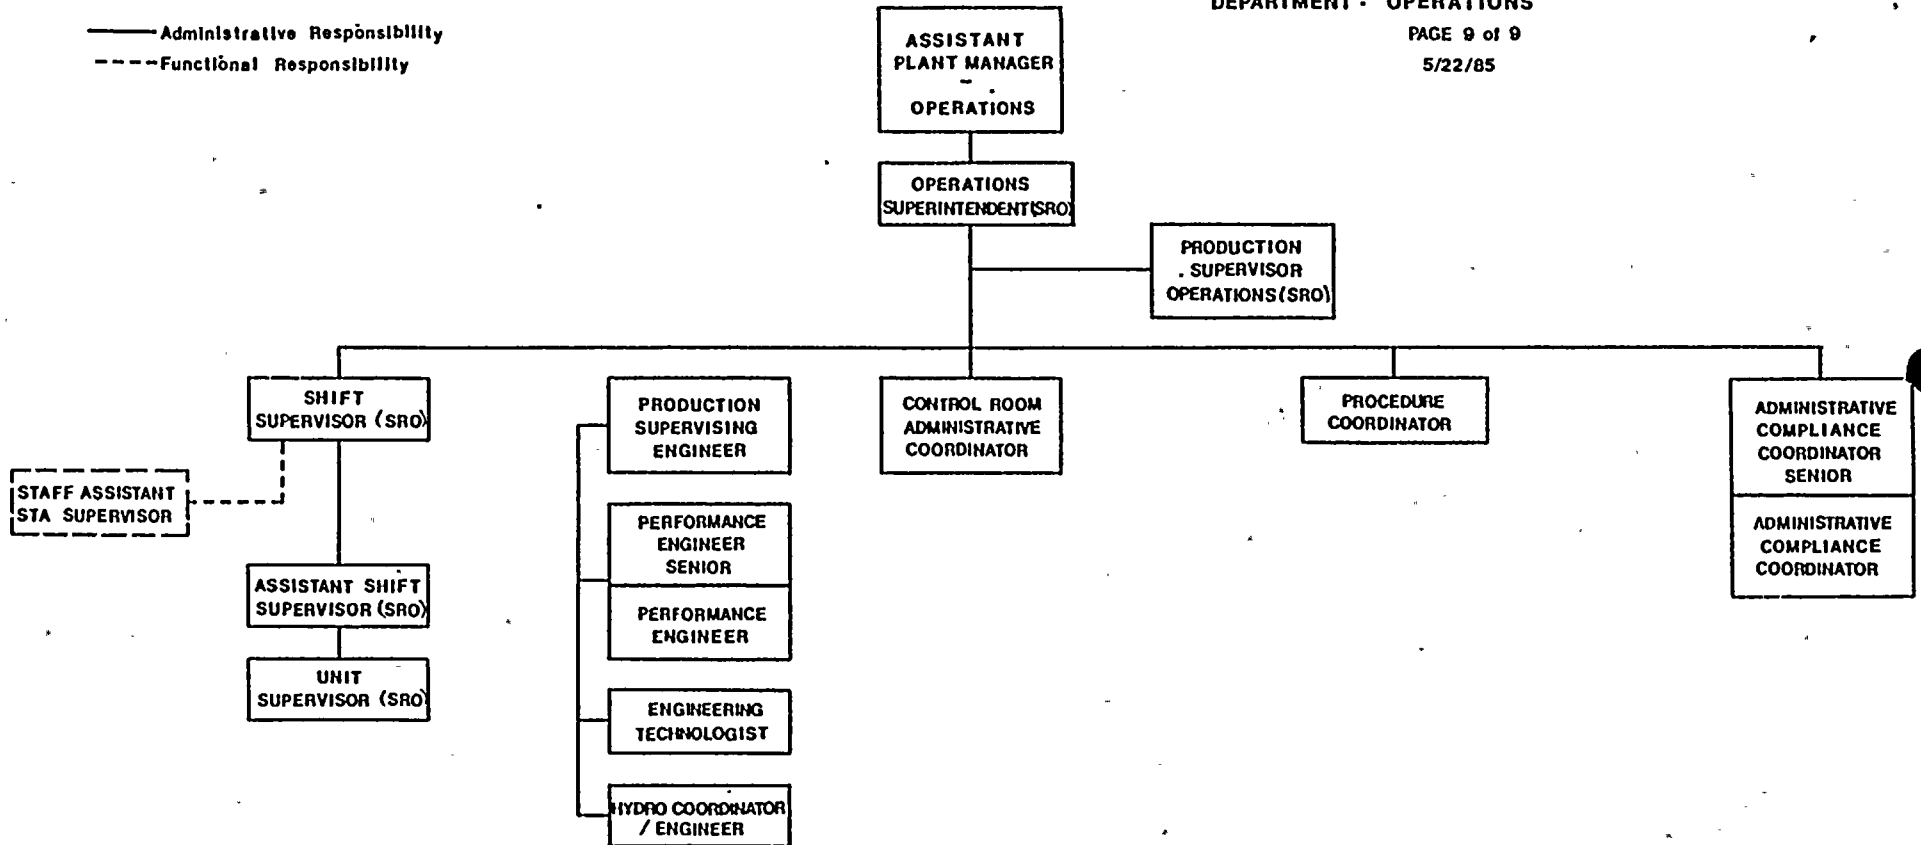 DEPARTMENT - OPERATIONS
PAGE 9 of 9
5/22/85
Administrative Responsibility
Functional Responsibility
ASSISTANT
PLANT MANAGER
-
OPERATIONS
OPERATIONS
SUPERINTENDENT(SRO)
PRODUCTION
SUPERVISOR
OPERATIONS(SRO)
SHIFT
SUPERVISOR (SRO)
STAFF ASSISTANT
STA SUPERVISOR
ASSISTANT SHIFT
SUPERVISOR (SRO)
UNIT
SUPERVISOR (SRO)
PRODUCTION
SUPERVISING
ENGINEER
PERFORMANCE
ENGINEER
SENIOR
PERFORMANCE
ENGINEER
ENGINEERING
TECHNOLOGIST
HYDRO COORDINATOR
/ ENGINEER
CONTROL ROOM
ADMINISTRATIVE
COORDINATOR
PROCEDURE
COORDINATOR
ADMINISTRATIVE
COMPLIANCE
COORDINATOR
SENIOR
ADMINISTRATIVE
COMPLIANCE
COORDINATOR